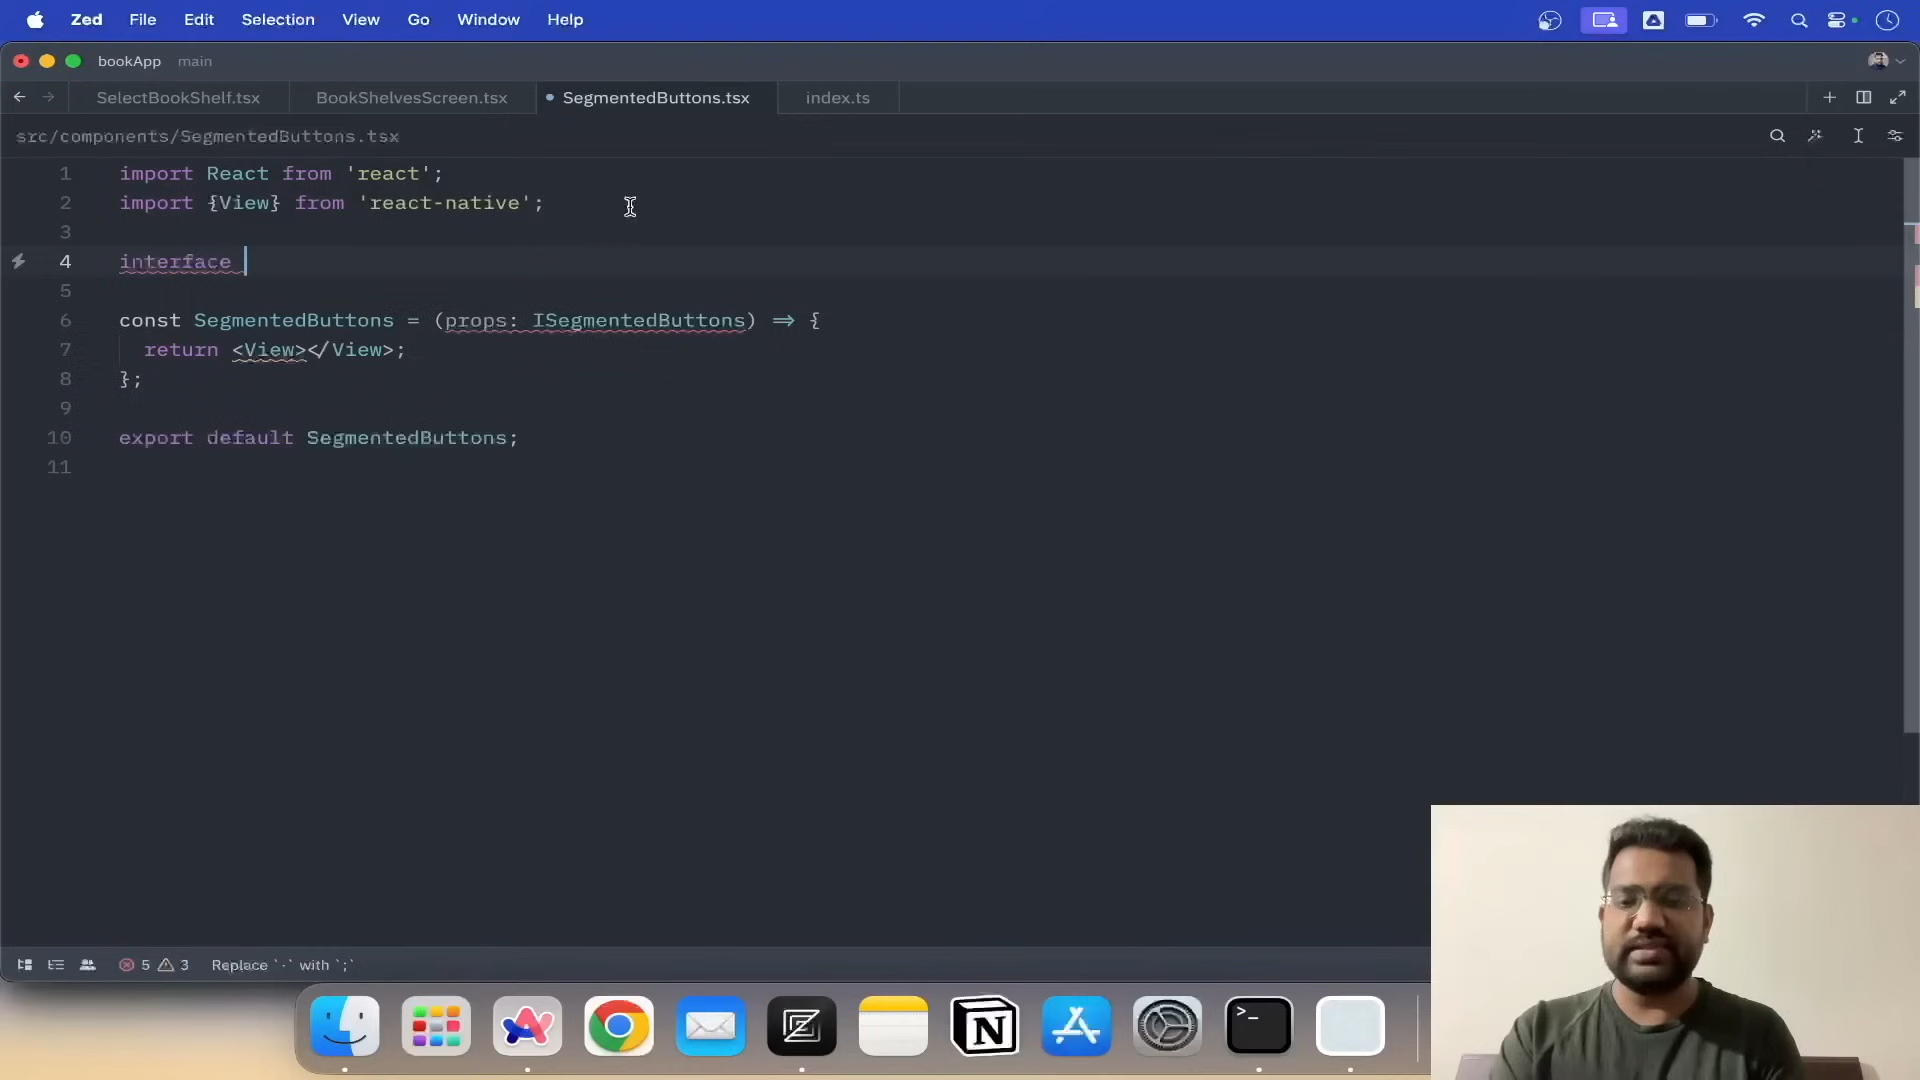 Zed File Edit Selection View Go Window Help
bookApp main
SelectBookShelf.tsx BookShelvesScreen.tsx SegmentedButtons.tsx index.ts
src/components/SegmentedButtons.tsx
1 import React from 'react';
2 import {View} from 'react-native';
3
4 interface
5
6 const SegmentedButtons = (props: ISegmentedButtons) => {
7 return <View></View>;
8 };
9
10 export default SegmentedButtons;
11
5 3 Replace `·` with `;`